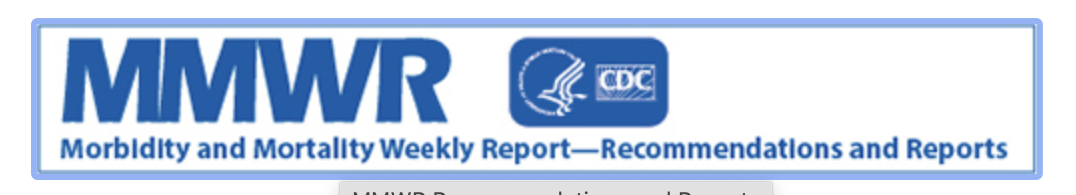 MMWR
CDC
Morbidity and Mortality Weekly Report—Recommendations and Reports